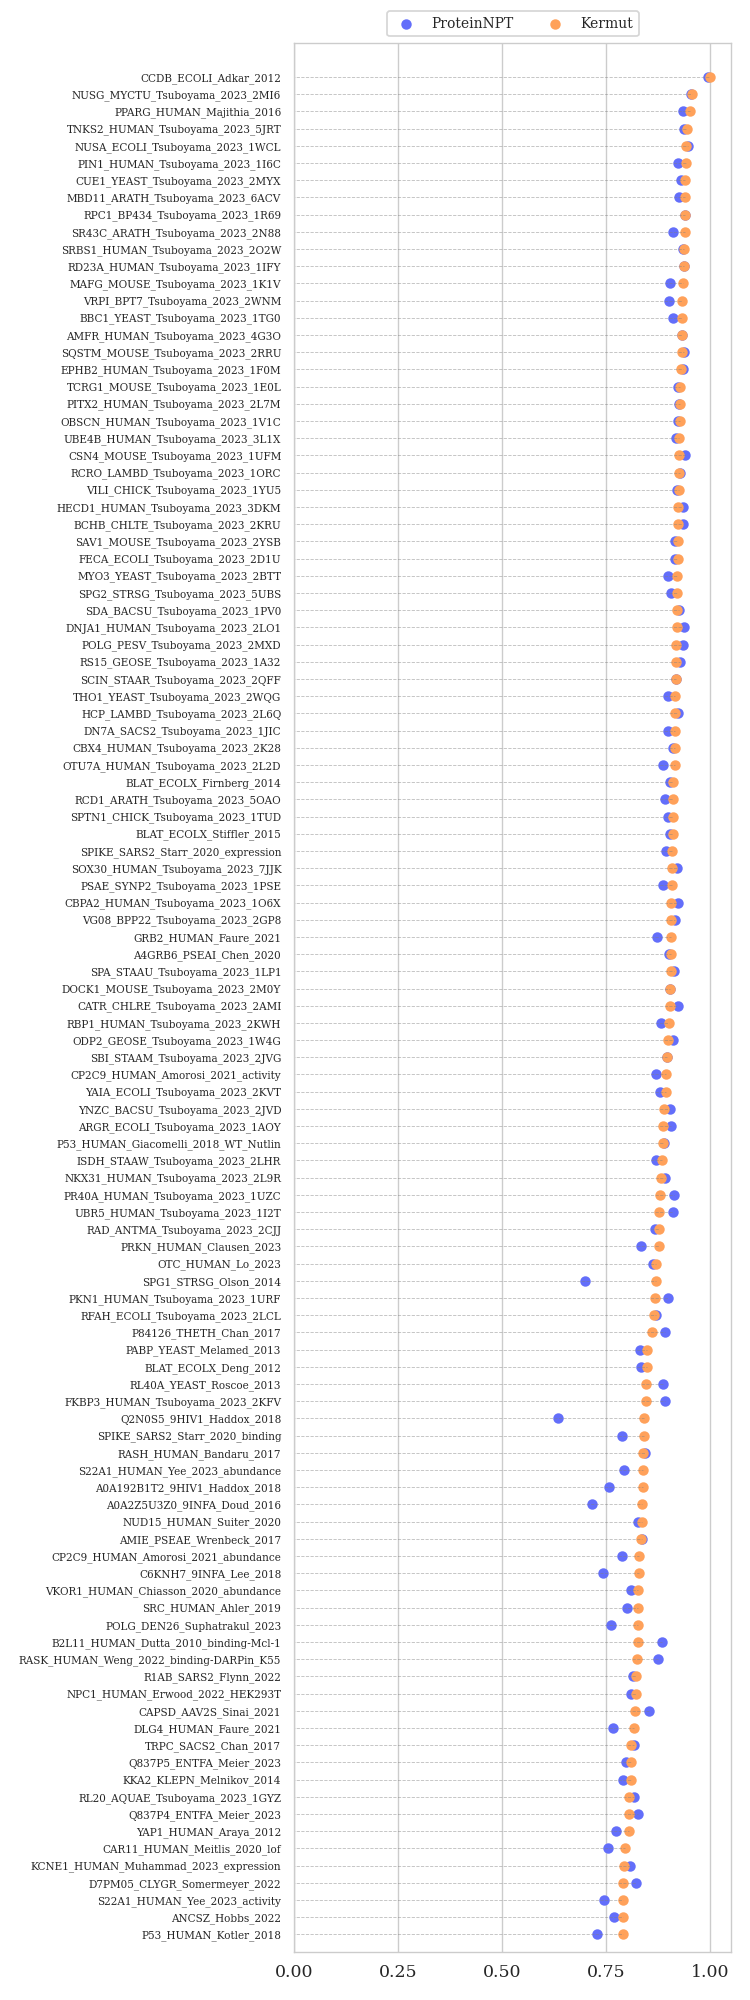 ProteinNPT Kermut
CCDB_ECOLI_Adkar_2012
NUSG_MYCTU_Tsuboyama_2023_2MI6
PPARG_HUMAN_Majithia_2016
TNKS2_HUMAN_Tsuboyama_2023_5JRT
NUSA_ECOLI_Tsuboyama_2023_1WCL
PIN1_HUMAN_Tsuboyama_2023_1I6C
CUE1_YEAST_Tsuboyama_2023_2MYX
MBD11_ARATH_Tsuboyama_2023_6ACV
RPC1_BP434_Tsuboyama_2023_1R69
SR43C_ARATH_Tsuboyama_2023_2N88
SRBS1_HUMAN_Tsuboyama_2023_2O2W
RD23A_HUMAN_Tsuboyama_2023_1IFY
MAFG_MOUSE_Tsuboyama_2023_1K1V
VRPI_BPT7_Tsuboyama_2023_2WNM
BBC1_YEAST_Tsuboyama_2023_1TG0
AMFR_HUMAN_Tsuboyama_2023_4G3O
SQSTM_MOUSE_Tsuboyama_2023_2RRU
EPHB2_HUMAN_Tsuboyama_2023_1F0M
TCRG1_MOUSE_Tsuboyama_2023_1E0L
PITX2_HUMAN_Tsuboyama_2023_2L7M
OBSCN_HUMAN_Tsuboyama_2023_1V1C
UBE4B_HUMAN_Tsuboyama_2023_3L1X
CSN4_MOUSE_Tsuboyama_2023_1UFM
RCRO_LAMBD_Tsuboyama_2023_1ORC
VILI_CHICK_Tsuboyama_2023_1YU5
HECD1_HUMAN_Tsuboyama_2023_3DKM
BCHB_CHLTE_Tsuboyama_2023_2KRU
SAV1_MOUSE_Tsuboyama_2023_2YSB
FECA_ECOLI_Tsuboyama_2023_2D1U
MYO3_YEAST_Tsuboyama_2023_2BTT
SPG2_STRSG_Tsuboyama_2023_5UBS
SDA_BACSU_Tsuboyama_2023_1PV0
DNJA1_HUMAN_Tsuboyama_2023_2LO1
POLG_PESV_Tsuboyama_2023_2MXD
RS15_GEOSE_Tsuboyama_2023_1A32
SCIN_STAAR_Tsuboyama_2023_2QFF
THO1_YEAST_Tsuboyama_2023_2WQG
HCP_LAMBD_Tsuboyama_2023_2L6Q
DN7A_SACS2_Tsuboyama_2023_1JIC
CBX4_HUMAN_Tsuboyama_2023_2K28
OTU7A_HUMAN_Tsuboyama_2023_2L2D
BLAT_ECOLX_Firnberg_2014
RCD1_ARATH_Tsuboyama_2023_5OAO
SPTN1_CHICK_Tsuboyama_2023_1TUD
BLAT_ECOLX_Stiffler_2015
SPIKE_SARS2_Starr_2020_expression
SOX30_HUMAN_Tsuboyama_2023_7JJK
PSAE_SYNP2_Tsuboyama_2023_1PSE
CBPA2_HUMAN_Tsuboyama_2023_1O6X
VG08_BPP22_Tsuboyama_2023_2GP8
GRB2_HUMAN_Faure_2021
A4GRB6_PSEAI_Chen_2020
SPA_STAAU_Tsuboyama_2023_1LP1
DOCK1_MOUSE_Tsuboyama_2023_2M0Y
CATR_CHLRE_Tsuboyama_2023_2AMI
RBP1_HUMAN_Tsuboyama_2023_2KWH
ODP2_GEOSE_Tsuboyama_2023_1W4G
SBI_STAAM_Tsuboyama_2023_2JVG
CP2C9_HUMAN_Amorosi_2021_activity
YAIA_ECOLI_Tsuboyama_2023_2KVT
YNZC_BACSU_Tsuboyama_2023_2JVD
ARGR_ECOLI_Tsuboyama_2023_1AOY
P53_HUMAN_Giacomelli_2018_WT_Nutlin
ISDH_STAAW_Tsuboyama_2023_2LHR
NKX31_HUMAN_Tsuboyama_2023_2L9R
PR40A_HUMAN_Tsuboyama_2023_1UZC
UBR5_HUMAN_Tsuboyama_2023_1I2T
RAD_ANTMA_Tsuboyama_2023_2CJJ
PRKN_HUMAN_Clausen_2023
OTC_HUMAN_Lo_2023
SPG1_STRSG_Olson_2014
PKN1_HUMAN_Tsuboyama_2023_1URF
RFAH_ECOLI_Tsuboyama_2023_2LCL
P84126_THETH_Chan_2017
PABP_YEAST_Melamed_2013
BLAT_ECOLX_Deng_2012
RL40A_YEAST_Roscoe_2013
FKBP3_HUMAN_Tsuboyama_2023_2KFV
Q2N0S5_9HIV1_Haddox_2018
SPIKE_SARS2_Starr_2020_binding
RASH_HUMAN_Bandaru_2017
S22A1_HUMAN_Yee_2023_abundance
A0A192B1T2_9HIV1_Haddox_2018
A0A2Z5U3Z0_9INFA_Doud_2016
NUD15_HUMAN_Suiter_2020
AMIE_PSEAE_Wrenbeck_2017
CP2C9_HUMAN_Amorosi_2021_abundance
C6KNH7_9INFA_Lee_2018
VKOR1_HUMAN_Chiasson_2020_abundance
SRC_HUMAN_Ahler_2019
POLG_DEN26_Suphatrakul_2023
B2L11_HUMAN_Dutta_2010_binding-Mcl-1
RASK_HUMAN_Weng_2022_binding-DARPin_K55
R1AB_SARS2_Flynn_2022
NPC1_HUMAN_Erwood_2022_HEK293T
CAPSD_AAV2S_Sinai_2021
DLG4_HUMAN_Faure_2021
TRPC_SACS2_Chan_2017
Q837P5_ENTFA_Meier_2023
KKA2_KLEPN_Melnikov_2014
RL20_AQUAE_Tsuboyama_2023_1GYZ
Q837P4_ENTFA_Meier_2023
YAP1_HUMAN_Araya_2012
CAR11_HUMAN_Meitlis_2020_lof
KCNE1_HUMAN_Muhammad_2023_expression
D7PM05_CLYGR_Somermeyer_2022
S22A1_HUMAN_Yee_2023_activity
ANCSZ_Hobbs_2022
P53_HUMAN_Kotler_2018
0.00 0.25 0.50 0.75 1.00